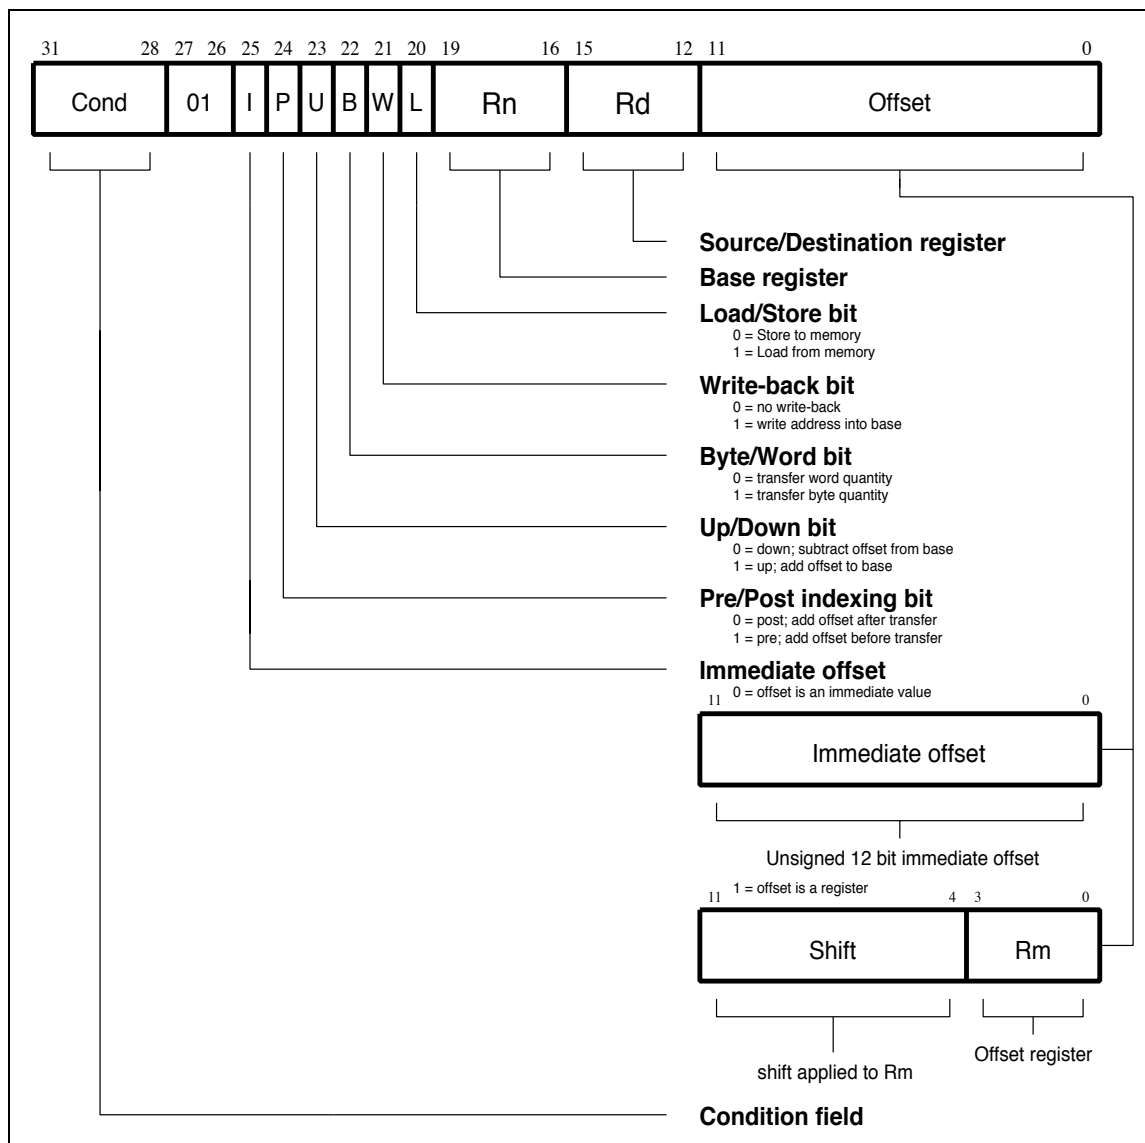 31 28 27 26 25 24 23 22 21 20 19 16 15 12 11 0
Cond 01 I P U B W L Rn Rd Offset
Source/Destination register
Base register
Load/Store bit
0 = Store to memory
1 = Load from memory
Write-back bit
0 = no write-back
1 = write address into base
Byte/Word bit
0 = transfer word quantity
1 = transfer byte quantity
Up/Down bit
0 = down; subtract offset from base
1 = up; add offset to base
Pre/Post indexing bit
0 = post; add offset after transfer
1 = pre; add offset before transfer
Immediate offset
0 = offset is an immediate value
11 0
Immediate offset
Unsigned 12 bit immediate offset
1 = offset is a register
11 4 3 0
Shift Rm
Offset register
shift applied to Rm
Condition field